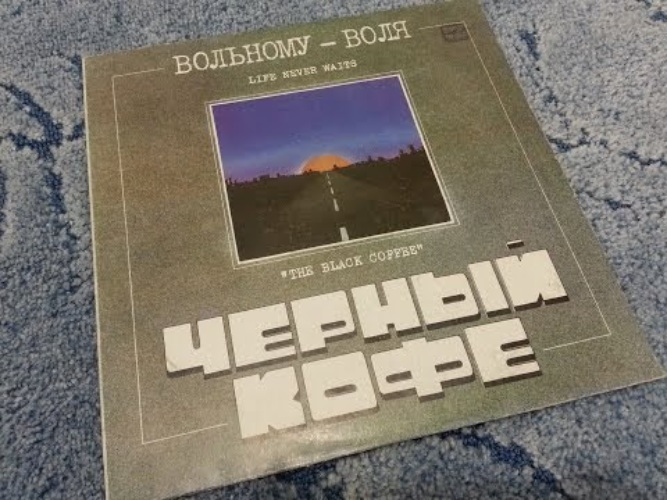 ВОЛЬНОМУ – ВОЛЯ
LIFE NEVER WAITS
"THE BLACK COFFEE"
ЧЕРНЫЙ
КОФЕ